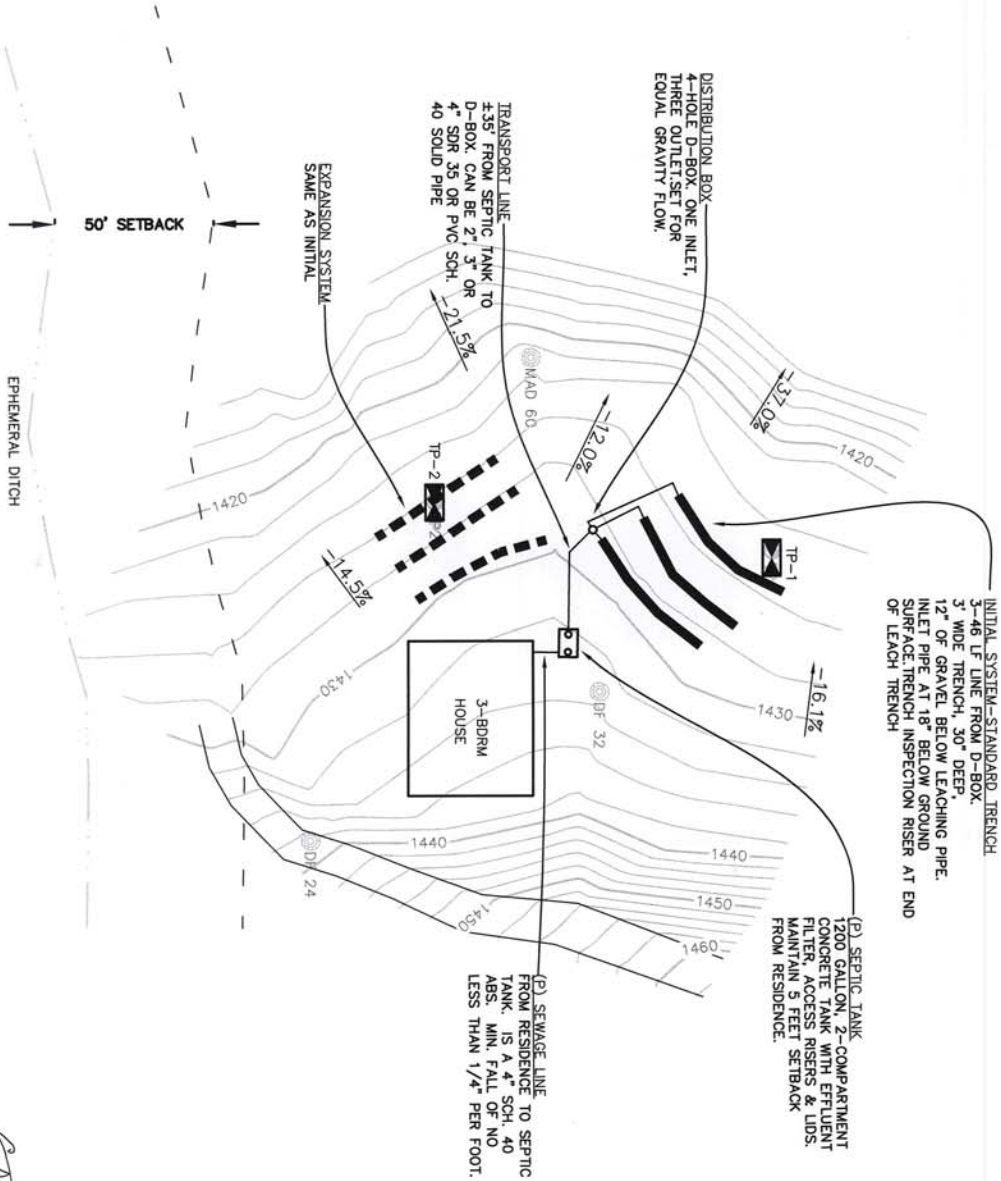 INITIAL SYSTEM-STANDARD TRENCH
3-46 LF LINE FROM D-BOX.
3' WIDE TRENCH, 30" DEEP,
12" OF GRAVEL BELOW LEACHING PIPE.
INLET PIPE AT 18" BELOW GROUND
SURFACE.TRENCH INSPECTION RISER AT END
OF LEACH TRENCH
(P) SEPTIC TANK
1200 GALLON, 2-COMPARTMENT
CONCRETE TANK WITH EFFLUENT
FILTER, ACCESS RISERS & LIDS.
MAINTAIN 5 FEET SETBACK
FROM RESIDENCE.
(P) SEWAGE LINE
FROM RESIDENCE TO SEPTIC
TANK. IS A 4" SCH. 40
ABS. MIN. FALL OF NO
LESS THAN 1/4" PER FOOT.
DISTRIBUTION BOX
4-HOLE D-BOX. ONE INLET,
THREE OUTLET.SET FOR
EQUAL GRAVITY FLOW.
TRANSPORT LINE
±35' FROM SEPTIC TANK TO
D-BOX. CAN BE 2", 3" OR
4" SDR 35 OR PVC SCH.
40 SOLID PIPE
EXPANSION SYSTEM
SAME AS INITIAL
50' SETBACK
EPHEMERAL DITCH
-37.0%
1420
TP-1
-16.1%
1430
-12.0%
MAD 60
-21.5%
TP-2
1420
-14.5%
1430
3-BDRM
HOUSE
DF 32
1440
1450
1460
1440
1450
DF 24